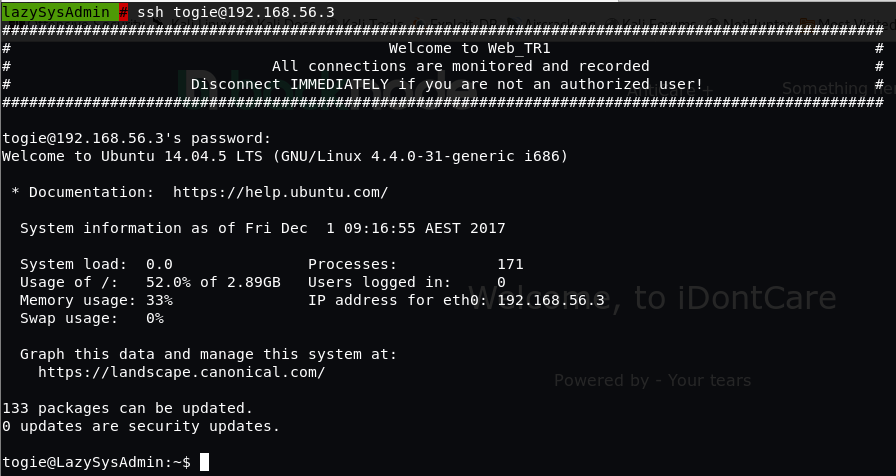 lazySysAdmin # ssh togie@192.168.56.3
##################################################################################################
# Welcome to Web_TR1 #
# All connections are monitored and recorded #
# Disconnect IMMEDIATELY if you are not an authorized user! #
##################################################################################################
togie@192.168.56.3's password:
Welcome to Ubuntu 14.04.5 LTS (GNU/Linux 4.4.0-31-generic i686)
* Documentation: https://help.ubuntu.com/
System information as of Fri Dec 1 09:16:55 AEST 2017
System load: 0.0 Processes: 171
Usage of /: 52.0% of 2.89GB Users logged in: 0
Memory usage: 33% IP address for eth0: 192.168.56.3
Swap usage: 0%
Welcome, to iDontCare
Graph this data and manage this system at:
https://landscape.canonical.com/
Powered by - Your tears
133 packages can be updated.
0 updates are security updates.
togie@LazySysAdmin:~$